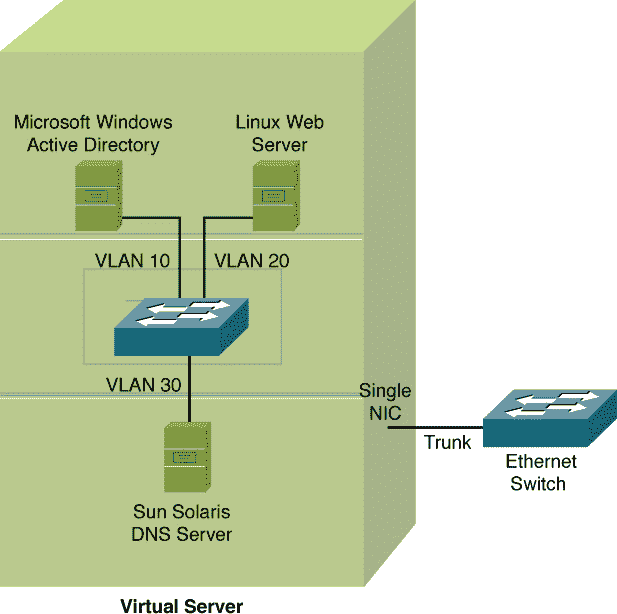 Microsoft Windows
Active Directory
Linux Web
Server
VLAN 10
VLAN 20
VLAN 30
Single
NIC
Trunk
Ethernet
Switch
Sun Solaris
DNS Server
Virtual Server